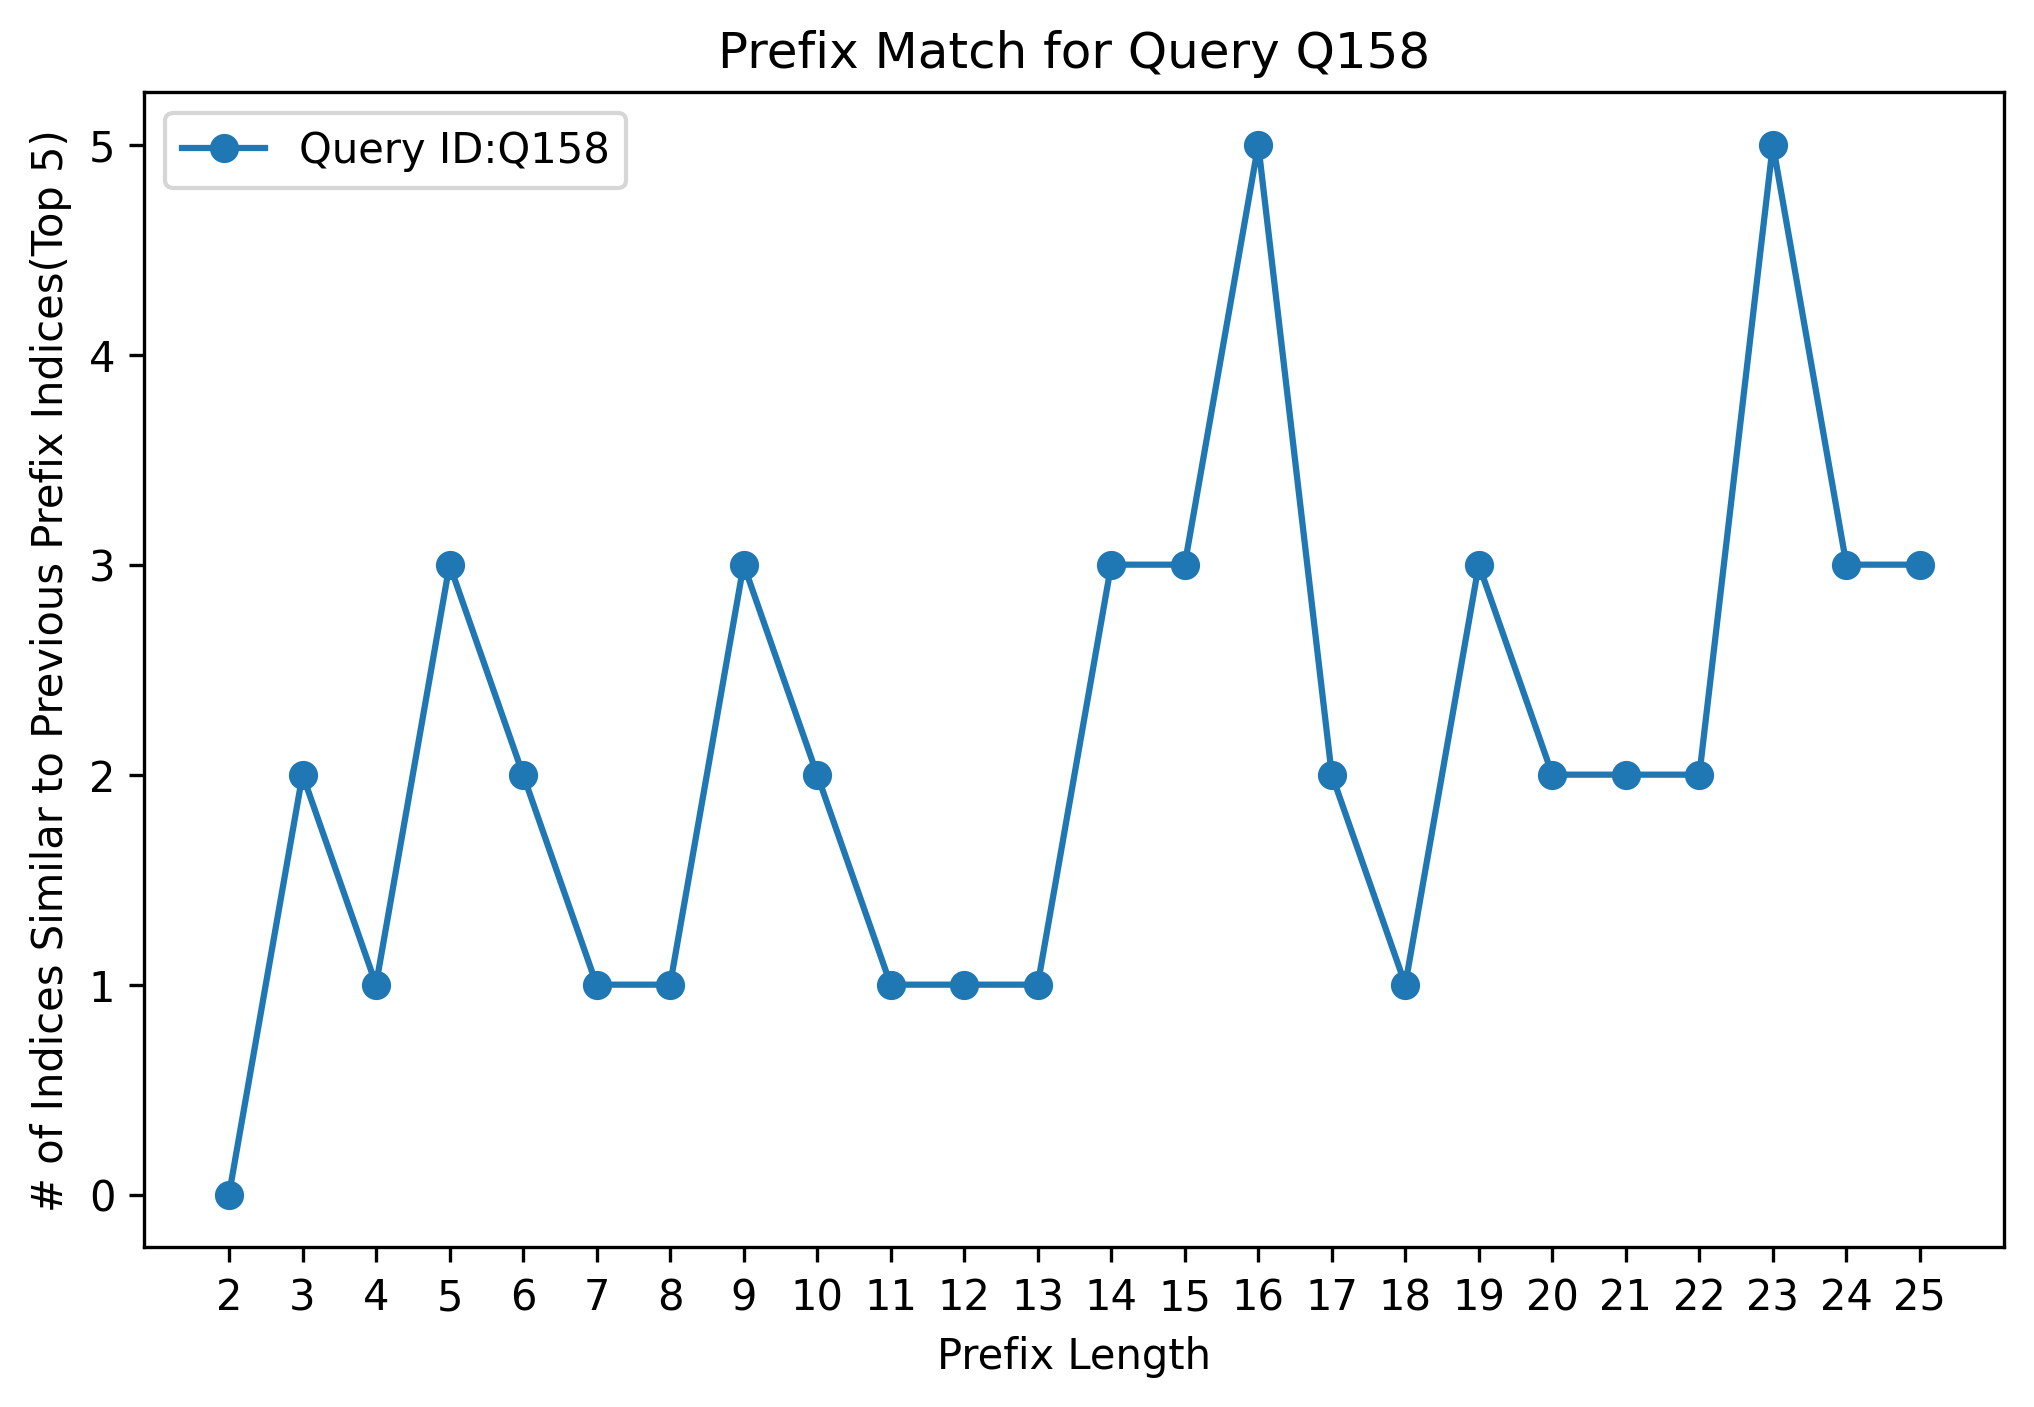 Prefix Match for Query Q158
Query ID:Q158
# of Indices Similar to Previous Prefix Indices(Top 5)
5
4
3
2
1
0
2 3 4 5 6 7 8 9 10 11 12 13 14 15 16 17 18 19 20 21 22 23 24 25
Prefix Length